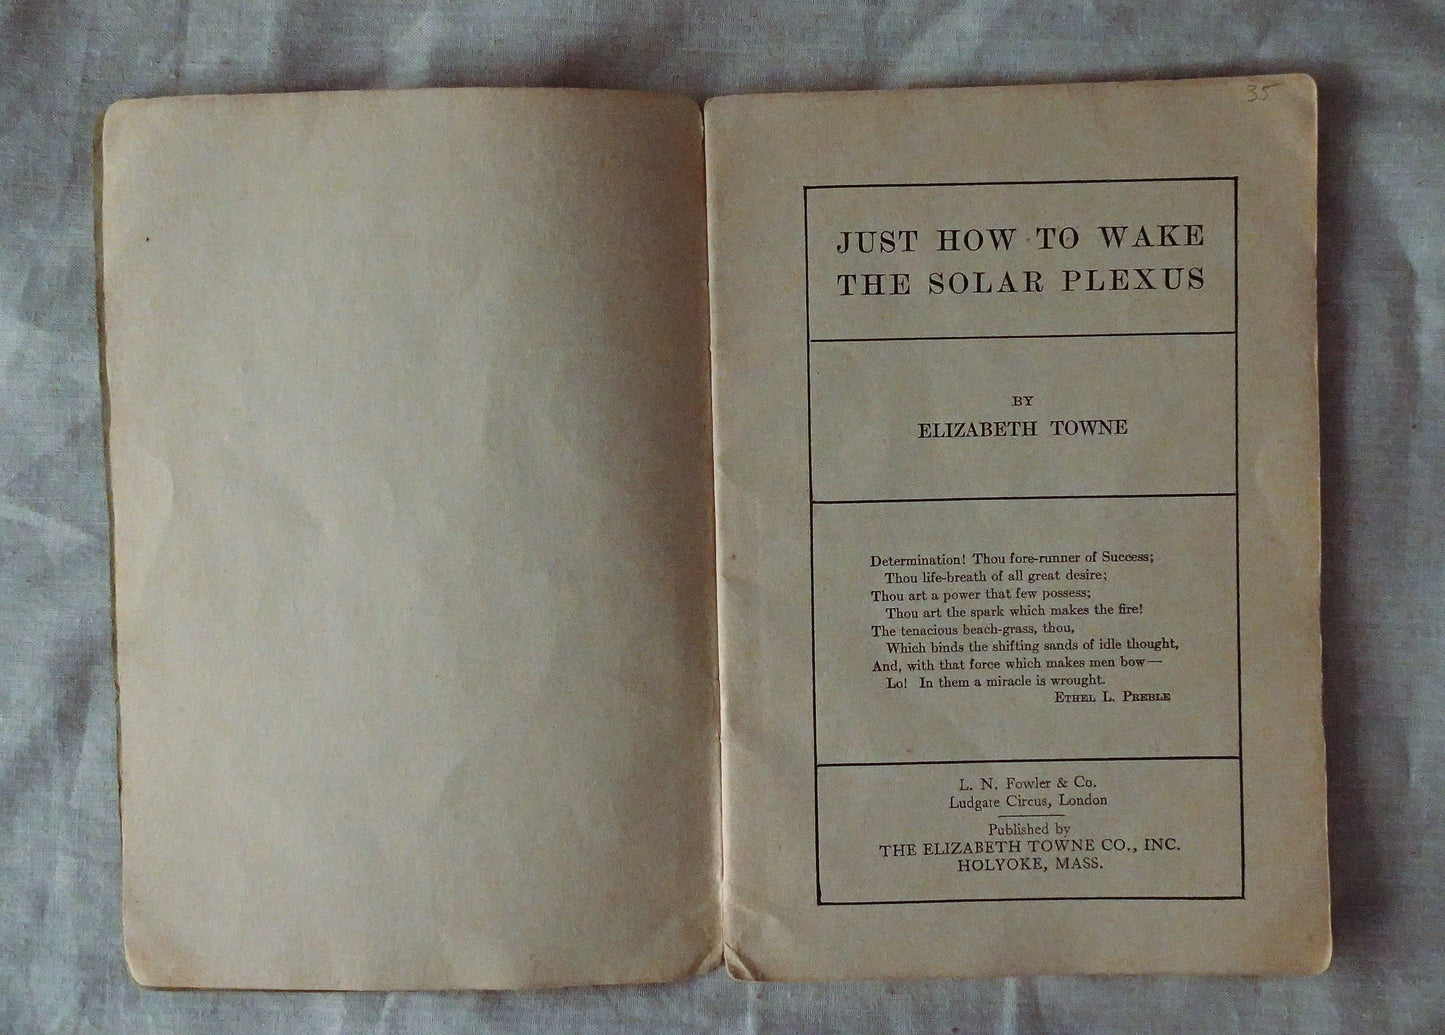 35
JUST HOW TO WAKE
THE SOLAR PLEXUS
BY
ELIZABETH TOWNE
Determination! Thou fore-runner of Success;
Thou life-breath of all great desire;
Thou art a power that few possess;
Thou art the spark which makes the fire!
The tenacious beach-grass, thou,
Which binds the shifting sands of idle thought,
And, with that force which makes men bow—
Lo! In them a miracle is wrought.
ETHEL L. PREBLE
L. N. Fowler & Co.
Ludgate Circus, London
Published by
THE ELIZABETH TOWNE CO., INC.
HOLYOKE, MASS.